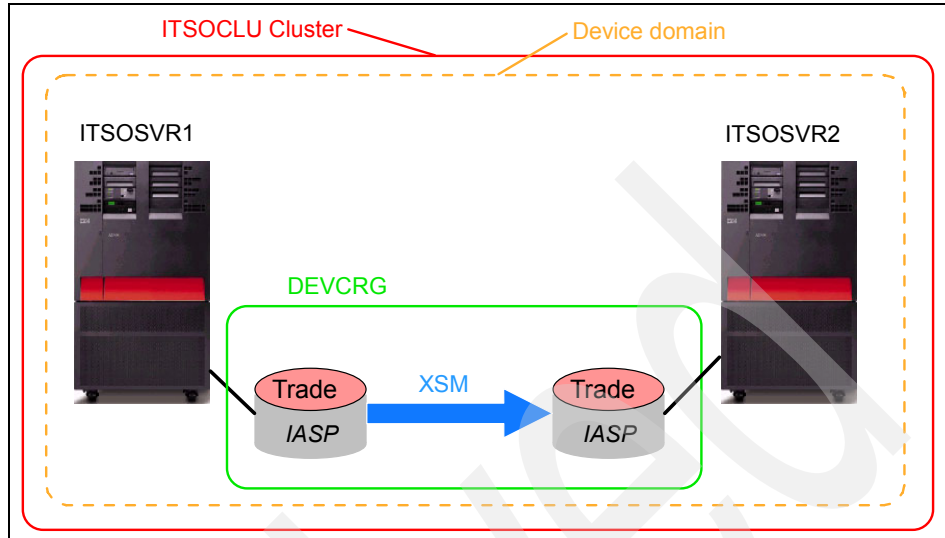 ITSOCLU Cluster
Device domain
ITSOSVR1
ITSOSVR2
DEVCRG
Trade
XSM
Trade
IASP
IASP